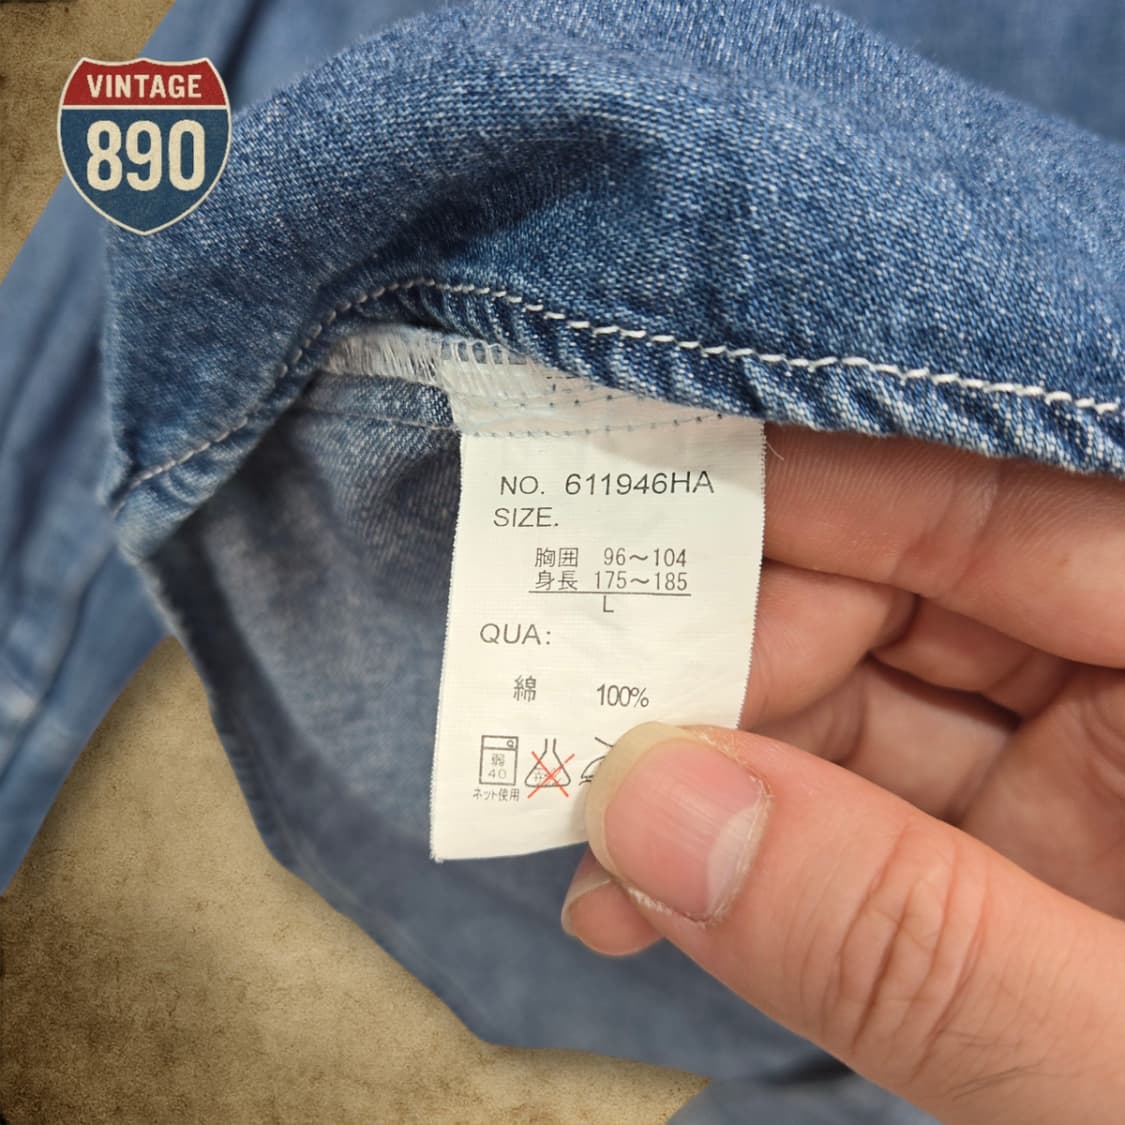 VINTAGE
890
NO. 611946HA
SIZE.
胸囲 96〜104
身長 175〜185
L
QUA:
綿 100%
弱
40
ネット使用